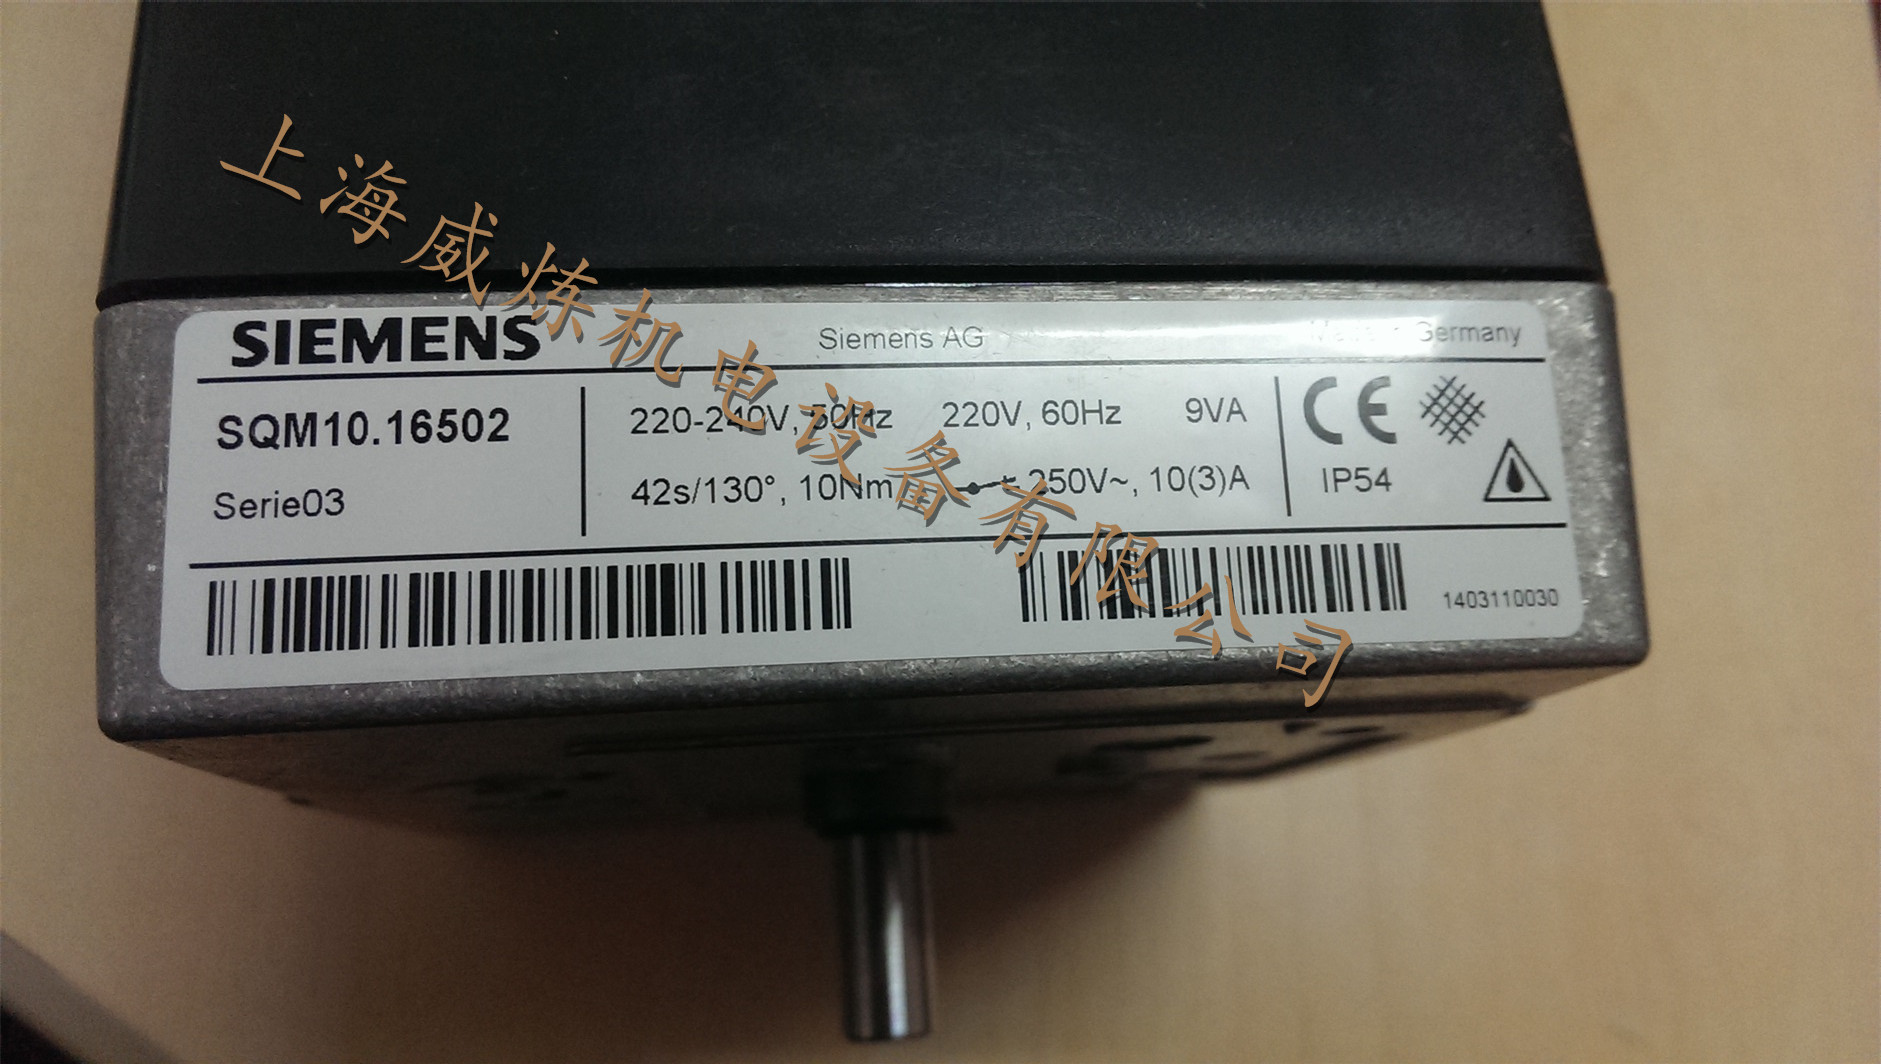 SIEMENS Siemens AG Germany
SQM10.16502 220-240V, 50Hz 220V, 60Hz 9VA CE
Serie03 42s/130°, 10Nm 250V~, 10(3)A IP54
1403110030
上海威炼机电设备有限公司